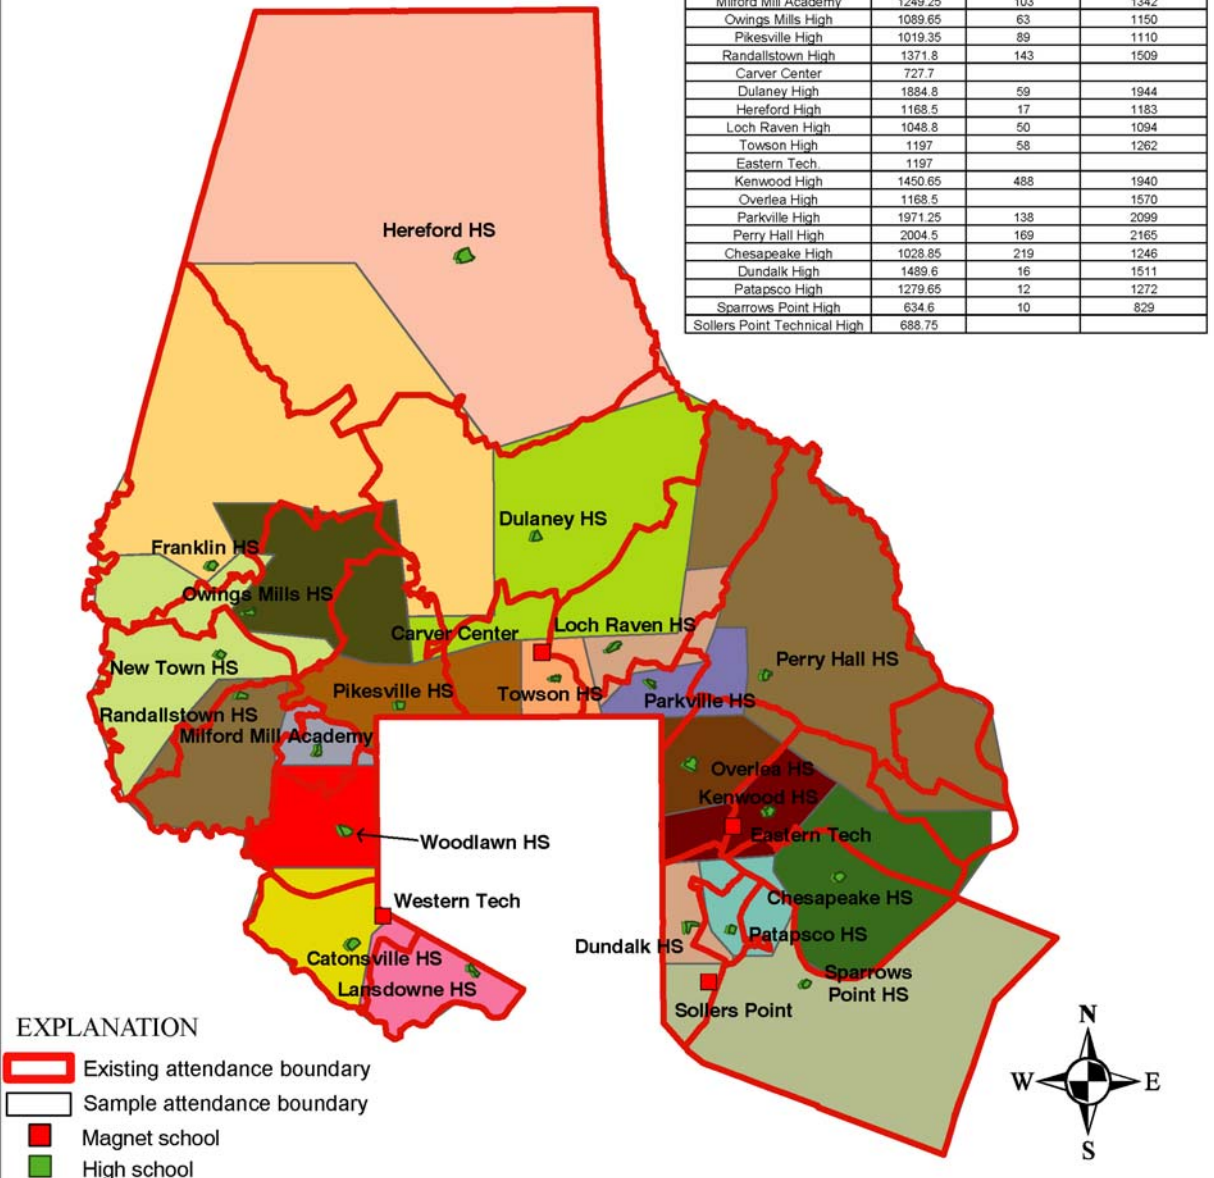 Milford Mill Academy 1249.25 103 1342
Owings Mills High 1089.65 63 1150
Pikesville High 1019.35 89 1110
Randallstown High 1371.8 143 1509
Carver Center 727.7
Dulaney High 1884.8 59 1944
Hereford High 1168.5 17 1183
Loch Raven High 1048.8 50 1094
Towson High 1197 58 1262
Eastern Tech. 1197
Kenwood High 1450.65 488 1940
Overlea High 1168.5 1570
Parkville High 1971.25 138 2099
Perry Hall High 2004.5 169 2165
Chesapeake High 1028.85 219 1246
Dundalk High 1489.6 16 1511
Patapsco High 1279.65 12 1272
Sparrows Point High 634.6 10 829
Sollers Point Technical High 688.75
Hereford HS
Dulaney HS
Franklin HS
Owings Mills HS
Carver Center
Loch Raven HS
New Town HS
Perry Hall HS
Pikesville HS
Towson HS
Parkville HS
Randallstown HS
Milford Mill Academy
Overlea HS
Kenwood HS
Eastern Tech
Woodlawn HS
Western Tech
Chesapeake HS
Catonsville HS
Dundalk HS
Patapsco HS
Lansdowne HS
Sparrows
Point HS
Sollers Point
EXPLANATION
Existing attendance boundary
Sample attendance boundary
Magnet school
High school
N
W
E
S